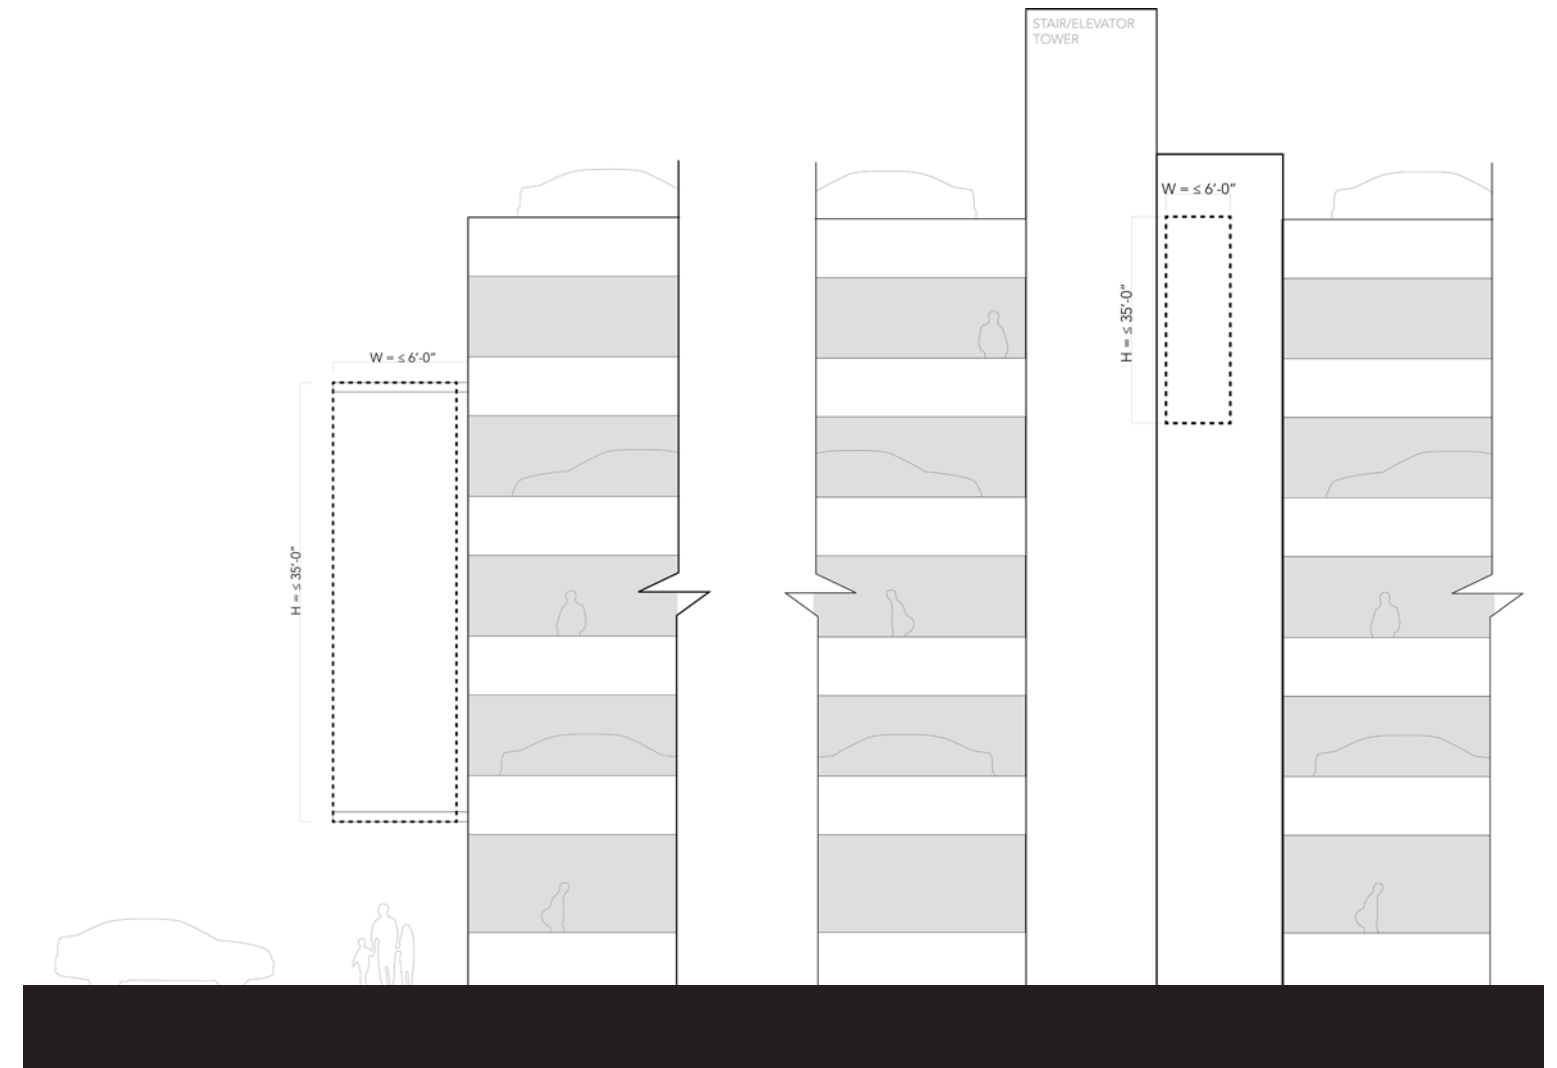 STAIR/ELEVATOR
TOWER
W = ≤ 6'-0"
H = ≤ 35'-0"
W = ≤ 6'-0"
H = ≤ 35'-0"